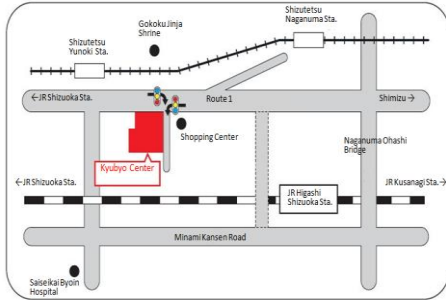 Gokoku Jinja
Shrine
Shizutetsu
Naganuma Sta.
Shizutetsu
Yunoki Sta.
←JR Shizuoka Sta.
Route 1
Shimizu→
Shopping Center
Naganuma Ohashi
Bridge
Kyubyo Center
←JR Shizuoka Sta.
JR Kusanagi Sta.→
JR Higashi
Shizuoka Sta.
Minami Kansen Road
Saiseikai Byoin
Hospital